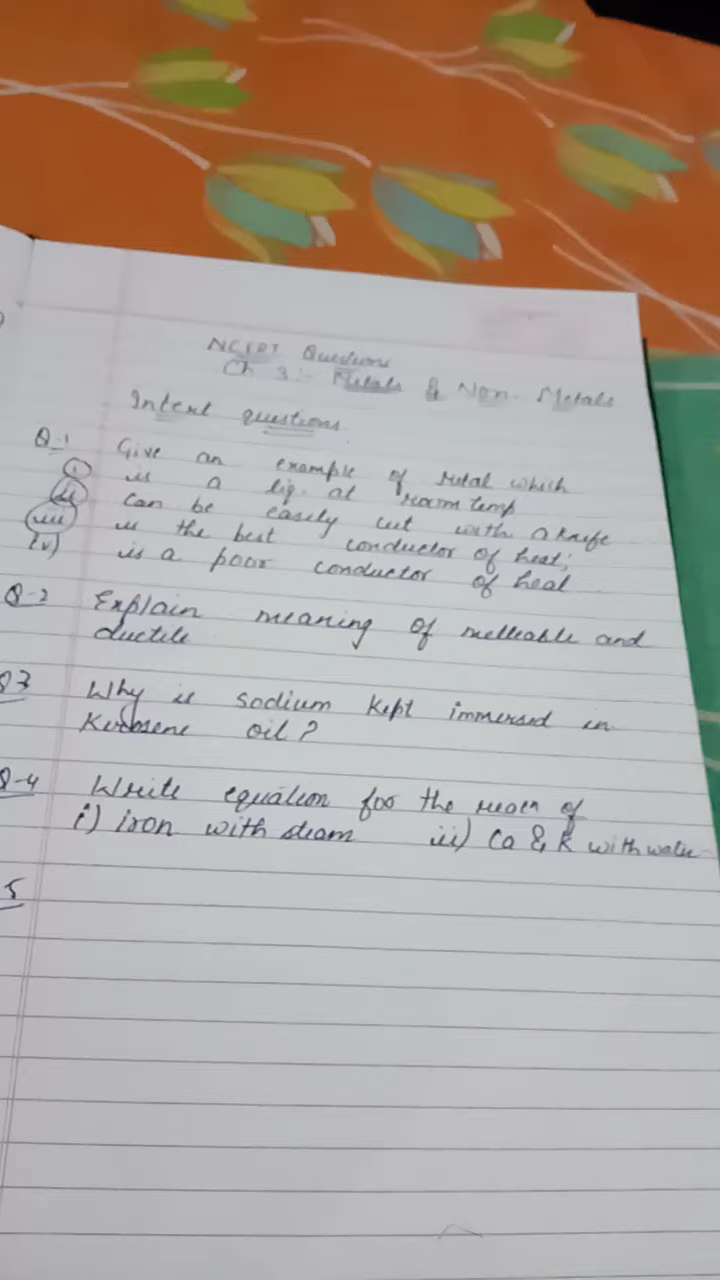 NCERT Questions
Ch 3:- Metals & Non-Metals
Intext questions
Q-1 Give an example of Metal which
(i) is a liq. at room temp
(ii) can be easily cut with a knife
(iii) is the best conductor of heat;
(iv) is a poor conductor of heat
Q-2 Explain meaning of melleable and
ductile
Q3 Why is sodium kept immersed in
Kerosene oil?
Q-4 Write equation for the reacn of
i) iron with steam ii) Ca & K with water
5